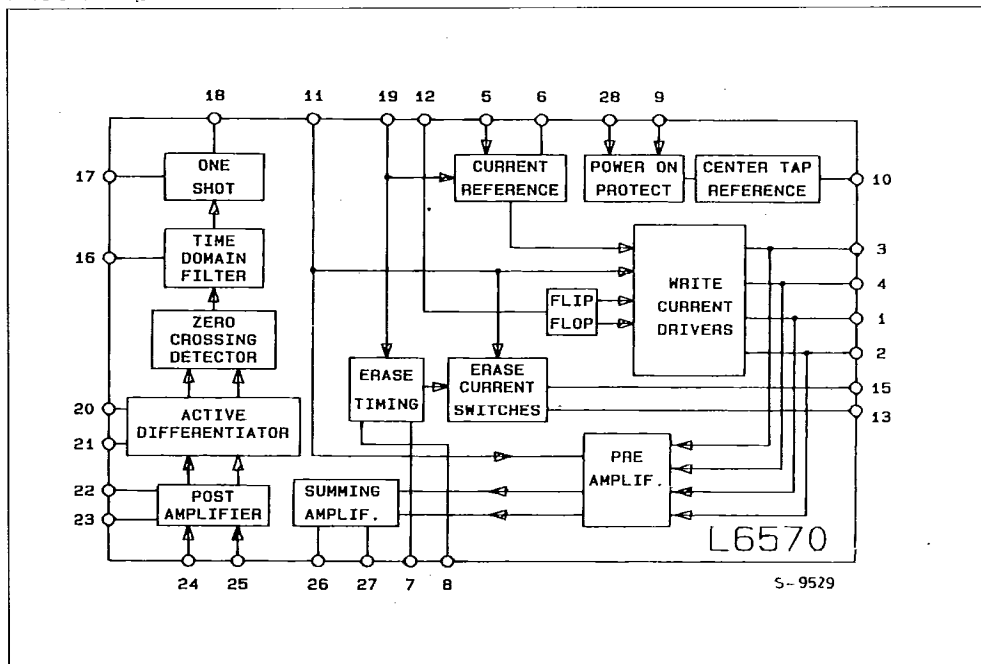 18 11 19 12 5 6 28 9
17
ONE
SHOT
CURRENT
REFERENCE
POWER ON
PROTECT
CENTER TAP
REFERENCE
10
16
TIME
DOMAIN
FILTER
WRITE
CURRENT
DRIVERS
3
4
1
2
FLIP
FLOP
ZERO
CROSSING
DETECTOR
ERASE
TIMING
ERASE
CURRENT
SWITCHES
15
13
20
21
ACTIVE
DIFFERENTIATOR
PRE
AMPLIF.
22
23
POST
AMPLIFIER
SUMMING
AMPLIF.
L6570
24 25 26 27 7 8
S-9529